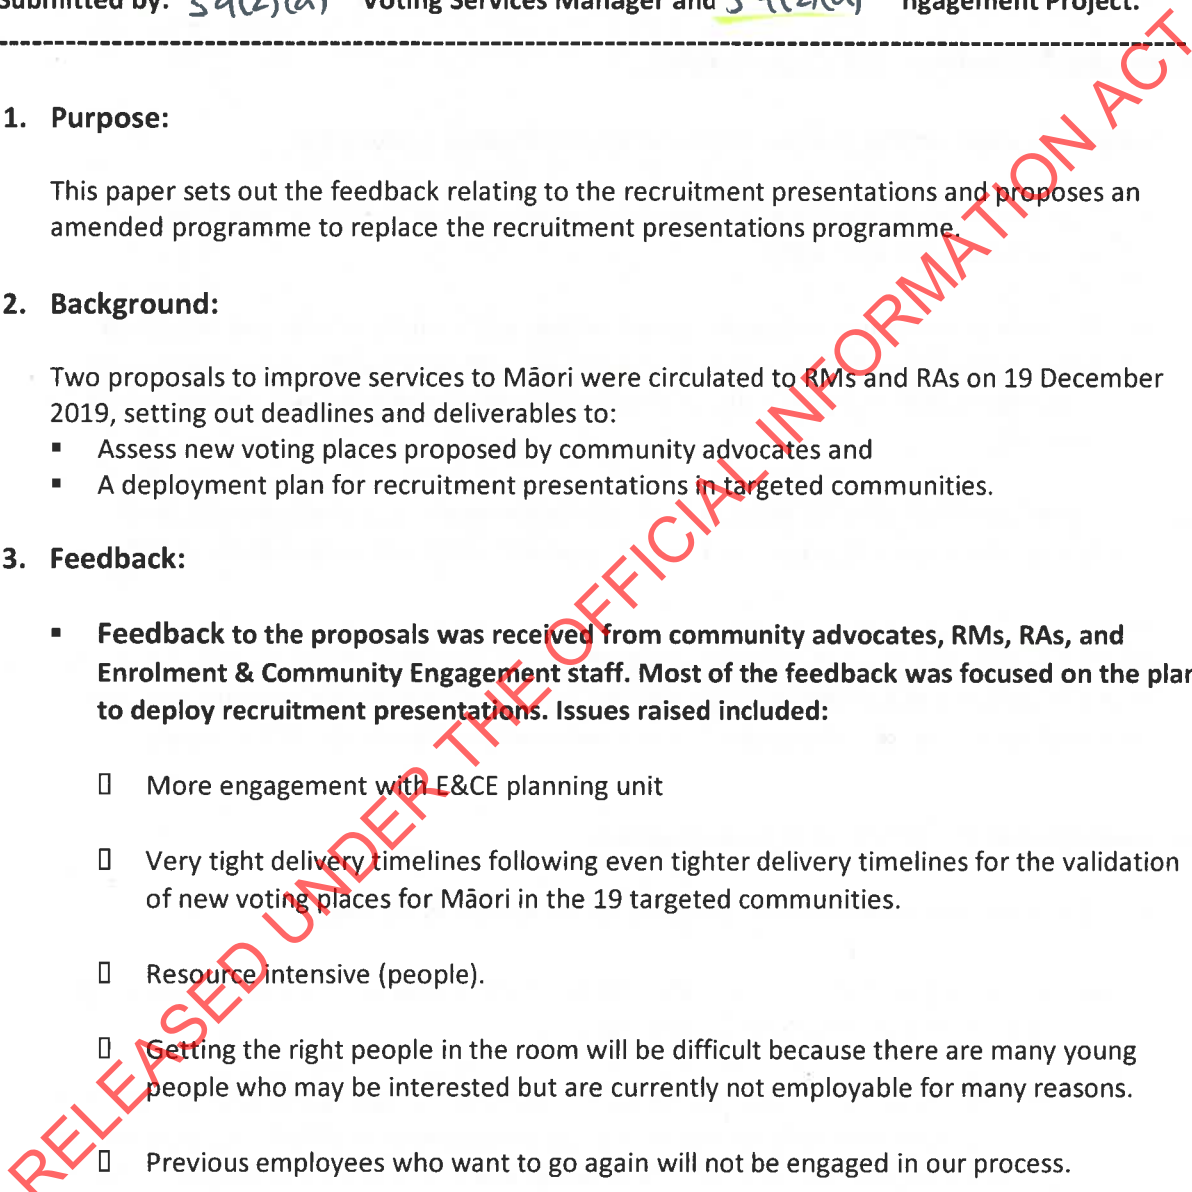 Submitted by: S 9(2)(a) Voting Services Manager and S 9(2)(a) ngagement Project.
1. Purpose:
This paper sets out the feedback relating to the recruitment presentations and proposes an
amended programme to replace the recruitment presentations programme.
2. Background:
Two proposals to improve services to Māori were circulated to RMs and RAs on 19 December
2019, setting out deadlines and deliverables to:
▪ Assess new voting places proposed by community advocates and
▪ A deployment plan for recruitment presentations in targeted communities.
3. Feedback:
▪ Feedback to the proposals was received from community advocates, RMs, RAs, and
Enrolment & Community Engagement staff. Most of the feedback was focused on the plan
to deploy recruitment presentations. Issues raised included:
▯ More engagement with E&CE planning unit
▯ Very tight delivery timelines following even tighter delivery timelines for the validation
of new voting places for Māori in the 19 targeted communities.
▯ Resource intensive (people).
▯ Getting the right people in the room will be difficult because there are many young
people who may be interested but are currently not employable for many reasons.
▯ Previous employees who want to go again will not be engaged in our process.
RELEASED UNDER THE OFFICIAL INFORMATION ACT